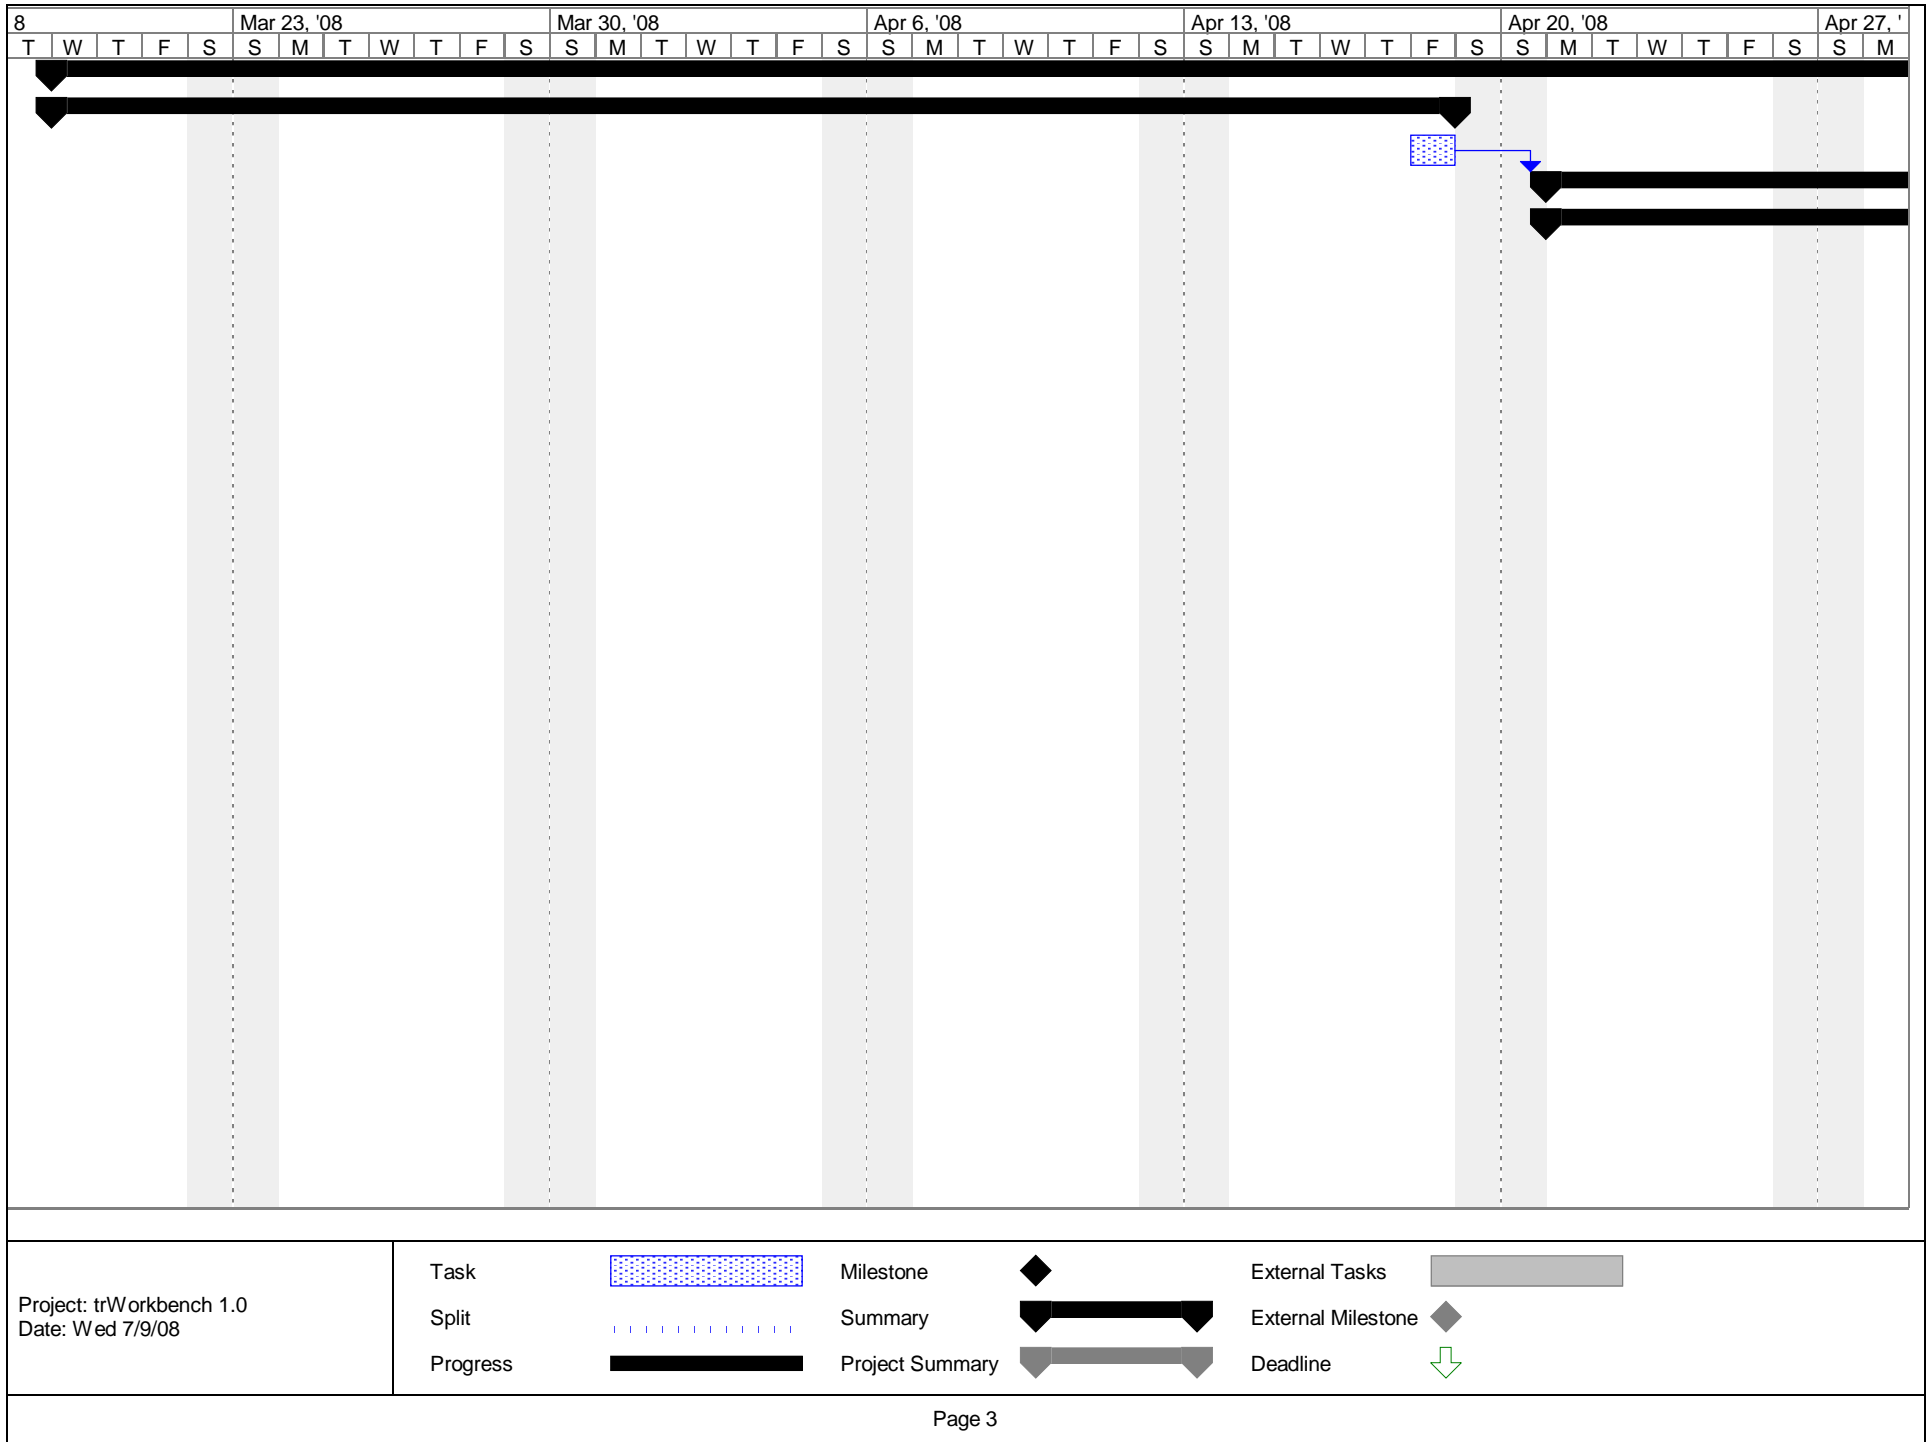 8 Mar 23, '08 Mar 30, '08 Apr 6, '08 Apr 13, '08 Apr 20, '08 Apr 27, '
T W T F S S M T W T F S S M T W T F S S M T W T F S S M T W T F S S M T W T F S S M
Project: trWorkbench 1.0
Date: Wed 7/9/08
Task
Split
Progress
Milestone
Summary
Project Summary
External Tasks
External Milestone
Deadline
Page 3